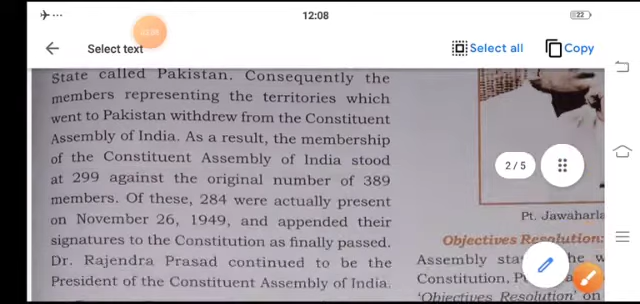 12:08
22
Select text
Select all
Copy
State called Pakistan. Consequently the
members representing the territories which
went to Pakistan withdrew from the Constituent
Assembly of India. As a result, the membership
of the Constituent Assembly of India stood
at 299 against the original number of 389
members. Of these, 284 were actually present
on November 26, 1949, and appended their
signatures to the Constitution as finally passed.
Dr. Rajendra Prasad continued to be the
President of the Constituent Assembly of India.
2/5
Pt.
Objectives Resolution:
Assembly
Constitution,
'Objectives Resolution' on